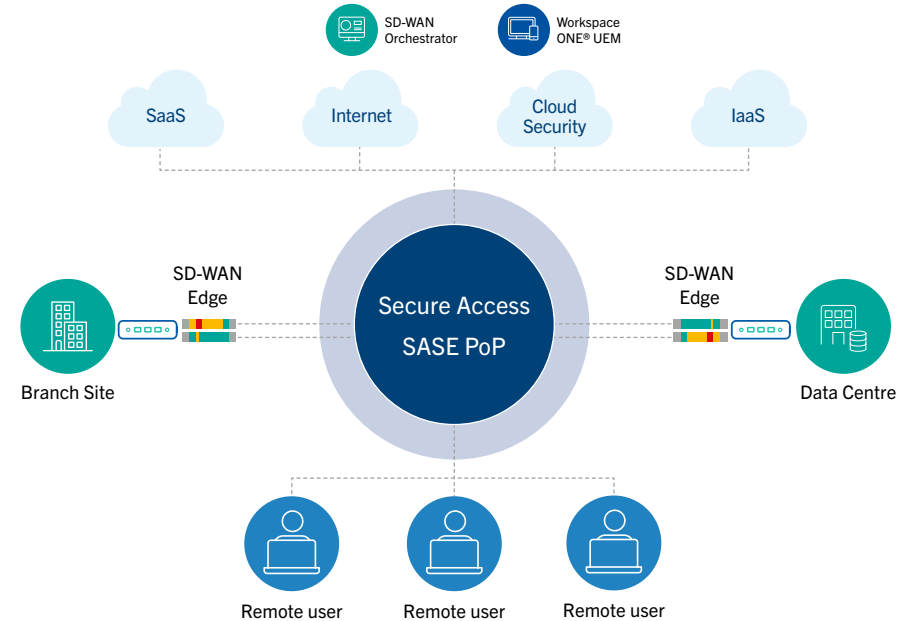 SD-WAN
Orchestrator
Workspace
ONE® UEM
SaaS
Internet
Cloud
Security
IaaS
SD-WAN
Edge
Secure Access
SASE PoP
SD-WAN
Edge
Branch Site
Data Centre
Remote user
Remote user
Remote user